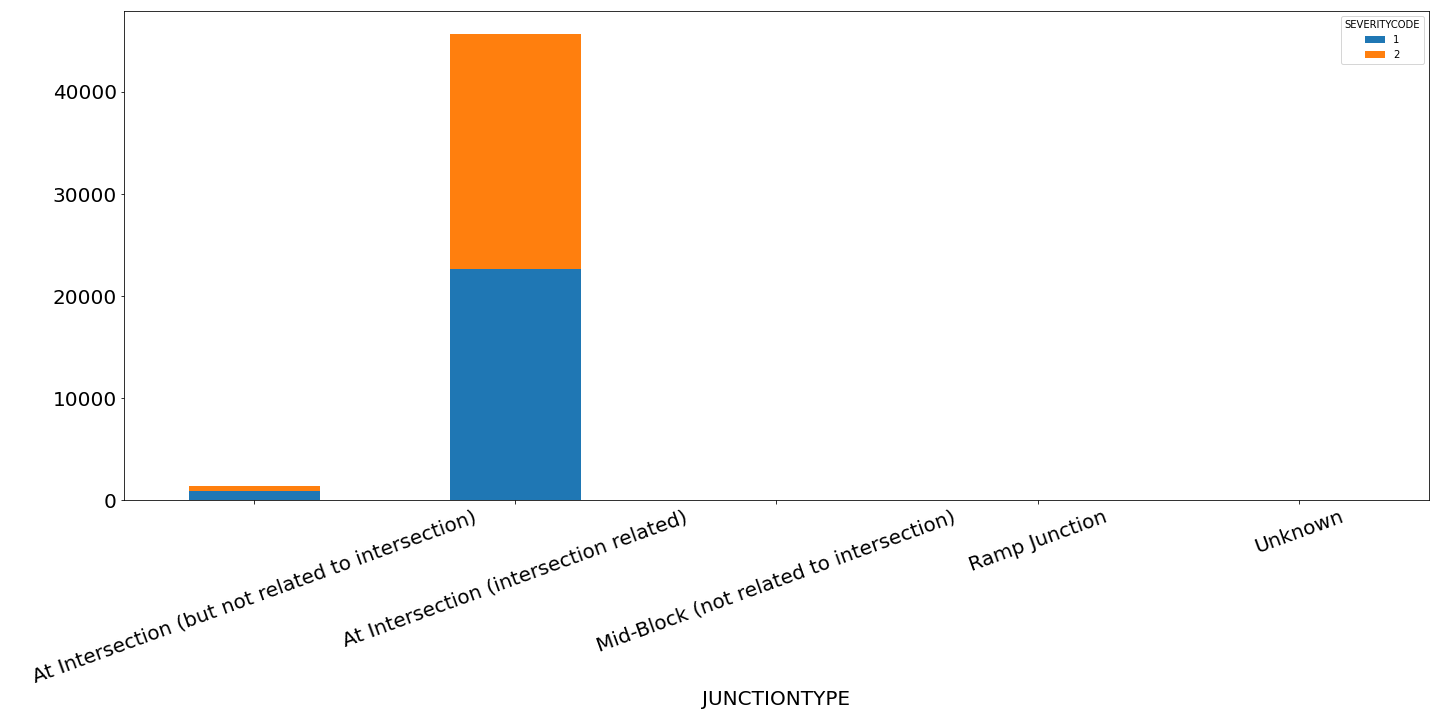 SEVERITYCODE
1
2
40000
30000
20000
10000
0
At Intersection (but not related to intersection)
At Intersection (intersection related)
Mid-Block (not related to intersection)
Ramp Junction
Unknown
JUNCTIONTYPE